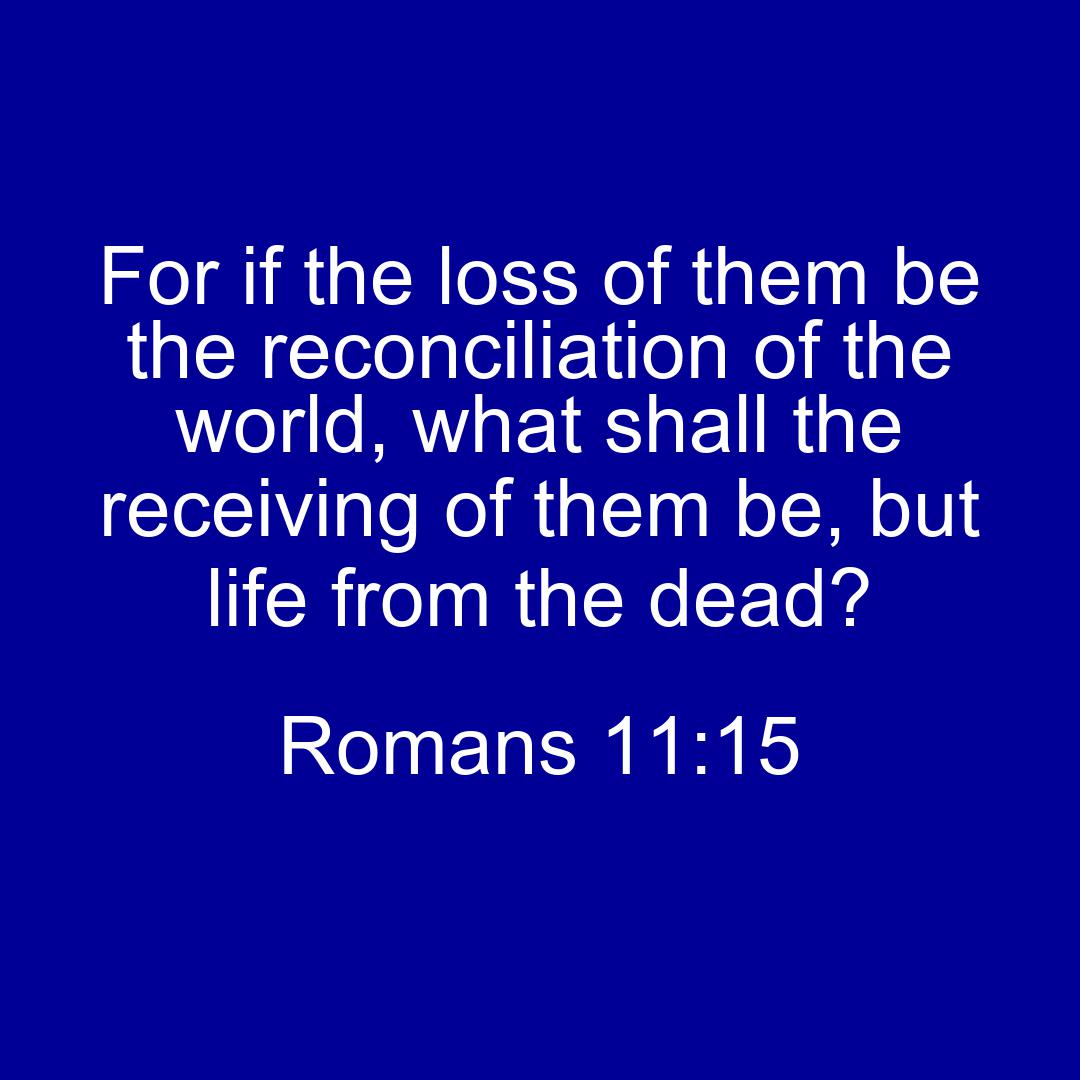 For if the loss of them be
the reconciliation of the
world, what shall the
receiving of them be, but
life from the dead?
Romans 11:15